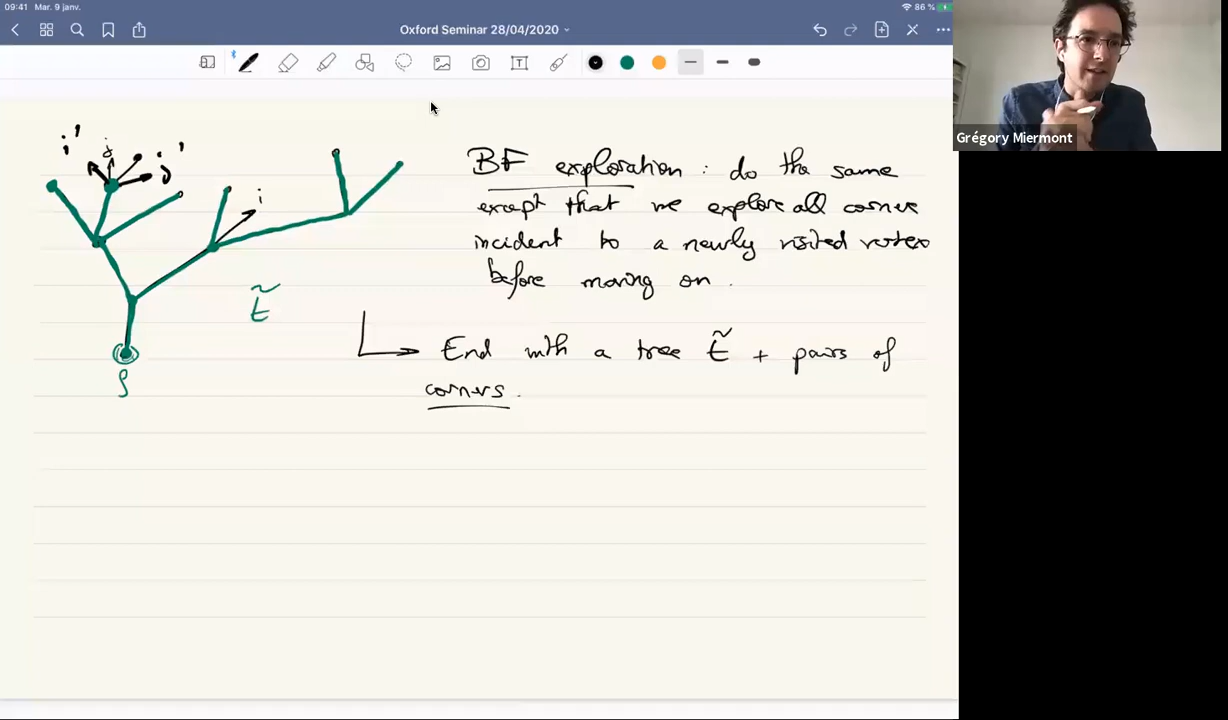 09:41 Mar. 9 janv.
86 %
Oxford Seminar 28/04/2020
Grégory Miermont
i' j j' i
BF exploration : do the same
except that we explore all corner
incident to a newly visited vertex
before moving on.
t̃
End with a tree t̃ + pairs of
corners.
ρ